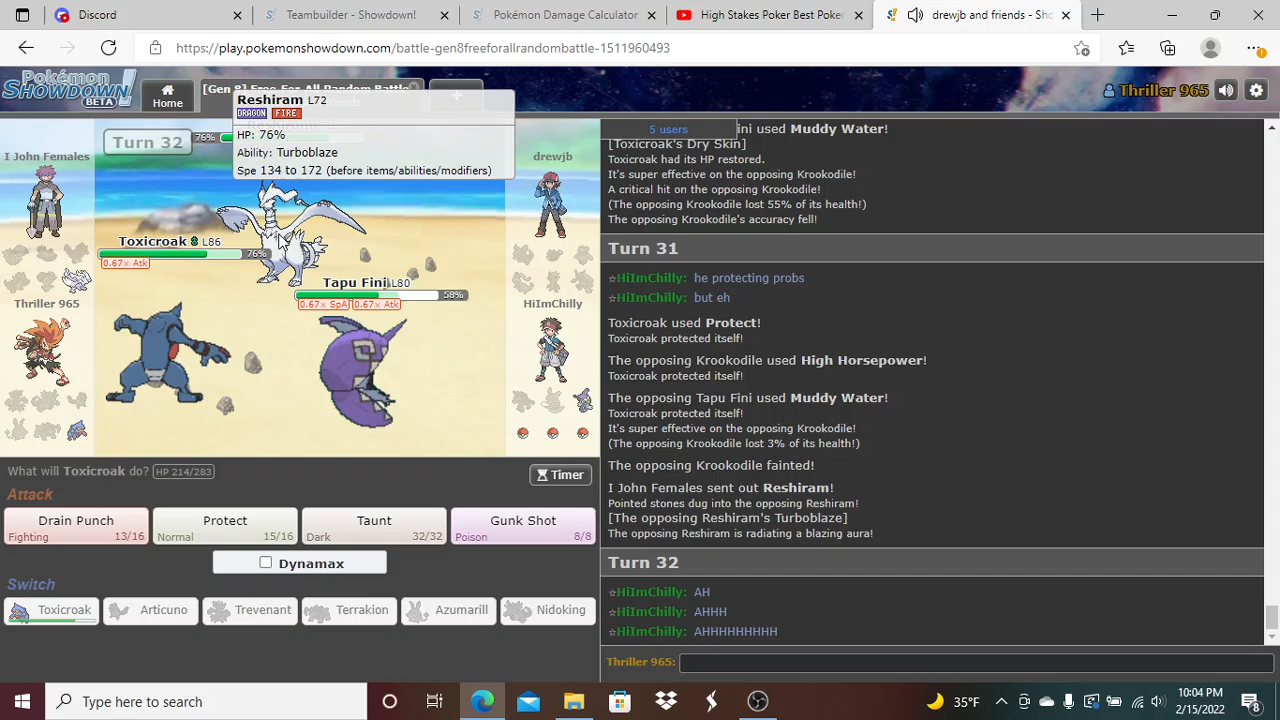 Discord
Teambuilder - Showdown!
Pokémon Damage Calculator
High Stakes Poker Best Poker
drewjb and friends - Sho
https://play.pokemonshowdown.com/battle-gen8freeforallrandombattle-1511960493
Pokémon
SHOWDOWN!
BETA
Home
[Gen 8] Free-For-All Random Battle
Thriller 965
Reshiram L72
DRAGON FIRE
HP: 76%
Ability: Turboblaze
Spe 134 to 172 (before items/abilities/modifiers)
Turn 32
76%
I John Females
drewjb
Toxicroak L86
76%
0.67× Atk
Tapu Fini L80
58%
0.67× SpA 0.67× Atk
Thriller 965
HiImChilly
5 users
ini used Muddy Water!
[Toxicroak's Dry Skin]
Toxicroak had its HP restored.
It's super effective on the opposing Krookodile!
A critical hit on the opposing Krookodile!
(The opposing Krookodile lost 55% of its health!)
The opposing Krookodile's accuracy fell!
Turn 31
☆HiImChilly: he protecting probs
☆HiImChilly: but eh
Toxicroak used Protect!
Toxicroak protected itself!
The opposing Krookodile used High Horsepower!
Toxicroak protected itself!
The opposing Tapu Fini used Muddy Water!
Toxicroak protected itself!
It's super effective on the opposing Krookodile!
(The opposing Krookodile lost 3% of its health!)
The opposing Krookodile fainted!
I John Females sent out Reshiram!
Pointed stones dug into the opposing Reshiram!
[The opposing Reshiram's Turboblaze]
The opposing Reshiram is radiating a blazing aura!
Turn 32
☆HiImChilly: AH
☆HiImChilly: AHHH
☆HiImChilly: AHHHHHHHHH
Thriller 965:
What will Toxicroak do? HP 214/283
Timer
Attack
Drain Punch
Fighting 13/16
Protect
Normal 15/16
Taunt
Dark 32/32
Gunk Shot
Poison 8/8
Dynamax
Switch
Toxicroak
Articuno
Trevenant
Terrakion
Azumarill
Nidoking
Type here to search
35°F
10:04 PM
2/15/2022
8